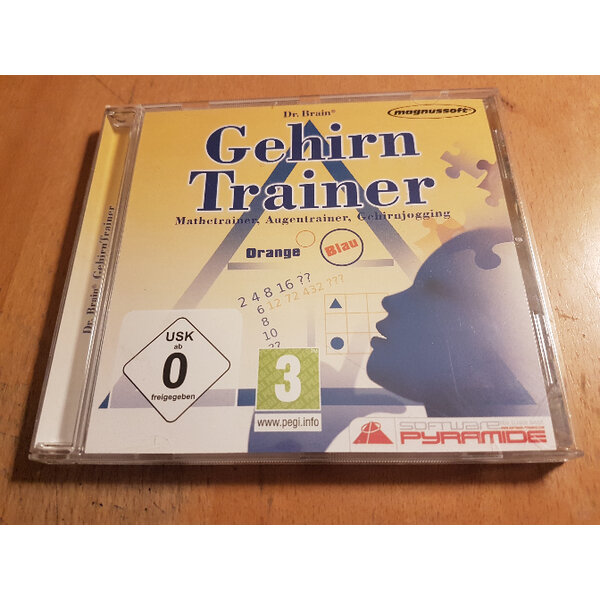 Dr. Brain®
magnussoft®
Gehirn
Trainer
Mathetrainer, Augentrainer, Gehirnjogging
Orange
Blau
2 4 8 16 ??
6 12 72 432 ???
8
10
??
Dr. Brain® GehirnTrainer
USK
ab
0
freigegeben
3
www.pegi.info
SOFTWARE
PYRAMIDE